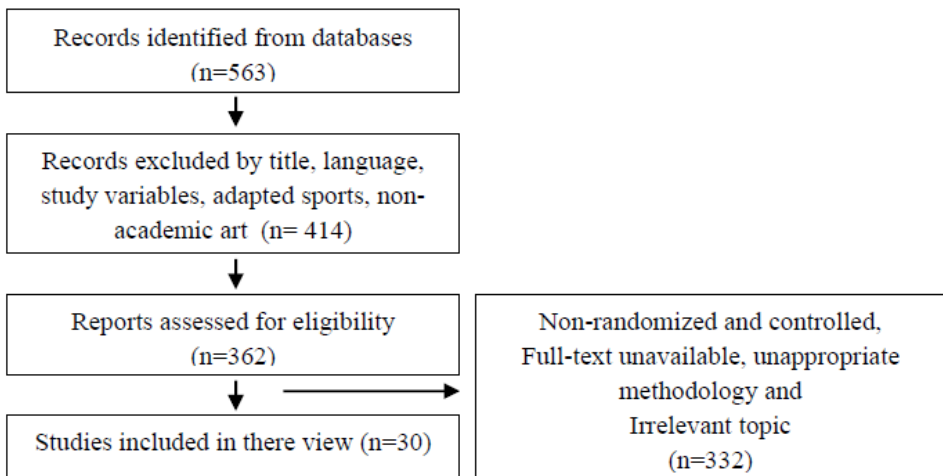 Records identified from databases
(n=563)
Records excluded by title, language,
study variables, adapted sports, non-
academic art (n= 414)
Reports assessed for eligibility
(n=362)
Non-randomized and controlled,
Full-text unavailable, unappropriate
methodology and
Irrelevant topic
(n=332)
Studies included in there view (n=30)